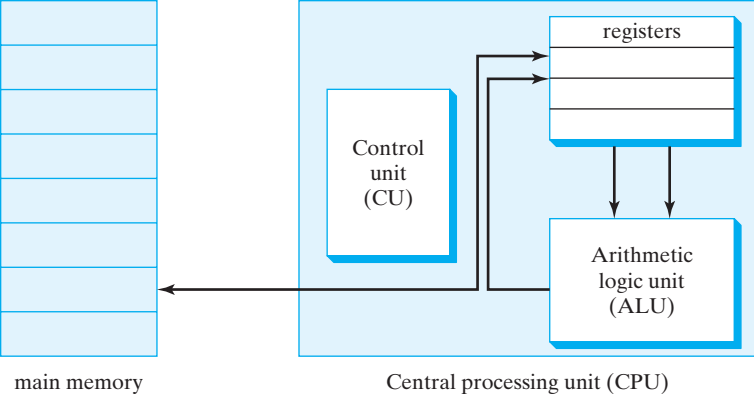 registers
Control
unit
(CU)
Arithmetic
logic unit
(ALU)
main memory
Central processing unit (CPU)